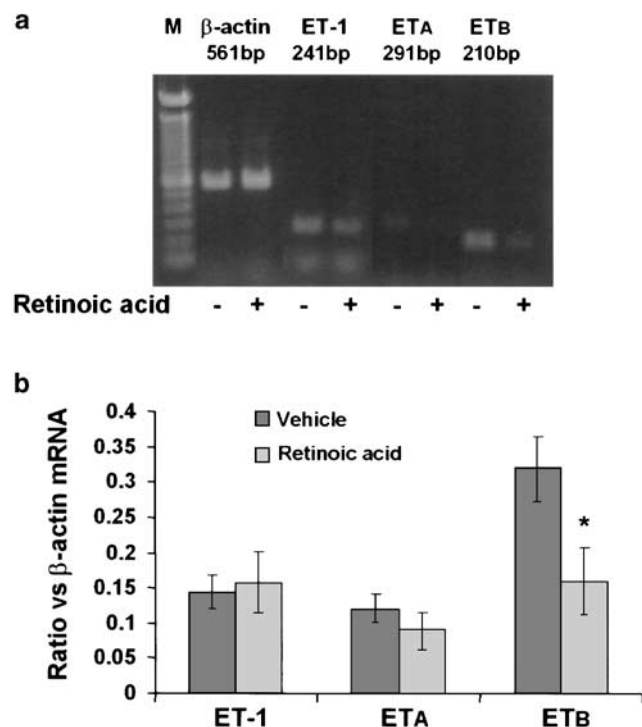 a
M β-actin ET-1 ETA ETB
561bp 241bp 291bp 210bp
Retinoic acid - + - + - + - +
b
Ratio vs β-actin mRNA
0.4
0.35
0.3
0.25
0.2
0.15
0.1
0.05
0
Vehicle
Retinoic acid
*
ET-1 ETA ETB